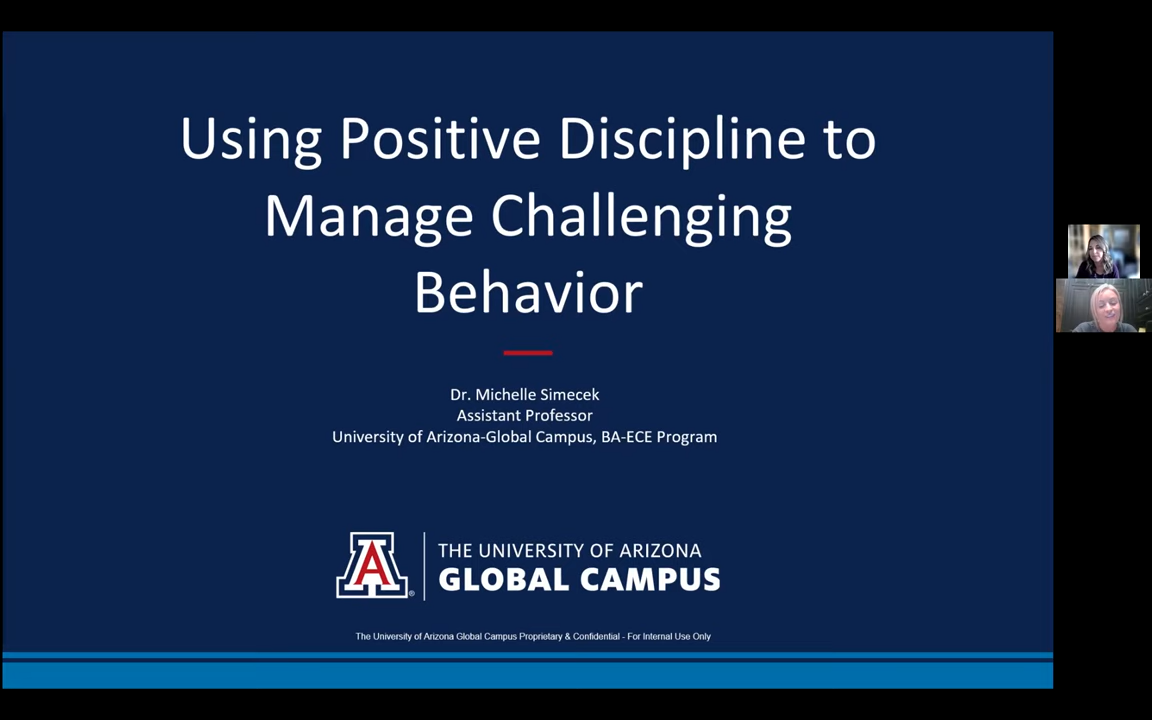 Using Positive Discipline to
Manage Challenging
Behavior
Dr. Michelle Simecek
Assistant Professor
University of Arizona-Global Campus, BA-ECE Program
A
THE UNIVERSITY OF ARIZONA
GLOBAL CAMPUS
The University of Arizona Global Campus Proprietary & Confidential - For Internal Use Only